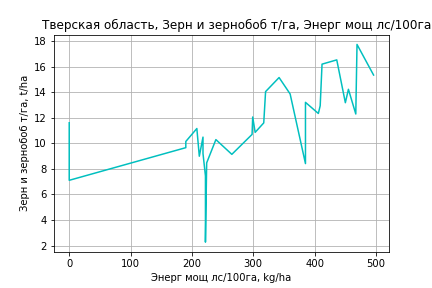 Тверская область, Зерн и зернобоб т/га, Энерг мощ лс/100га
Зерн и зернобоб т/га, t/ha
18
16
14
12
10
8
6
4
2
0 100 200 300 400 500
Энерг мощ лс/100га, kg/ha